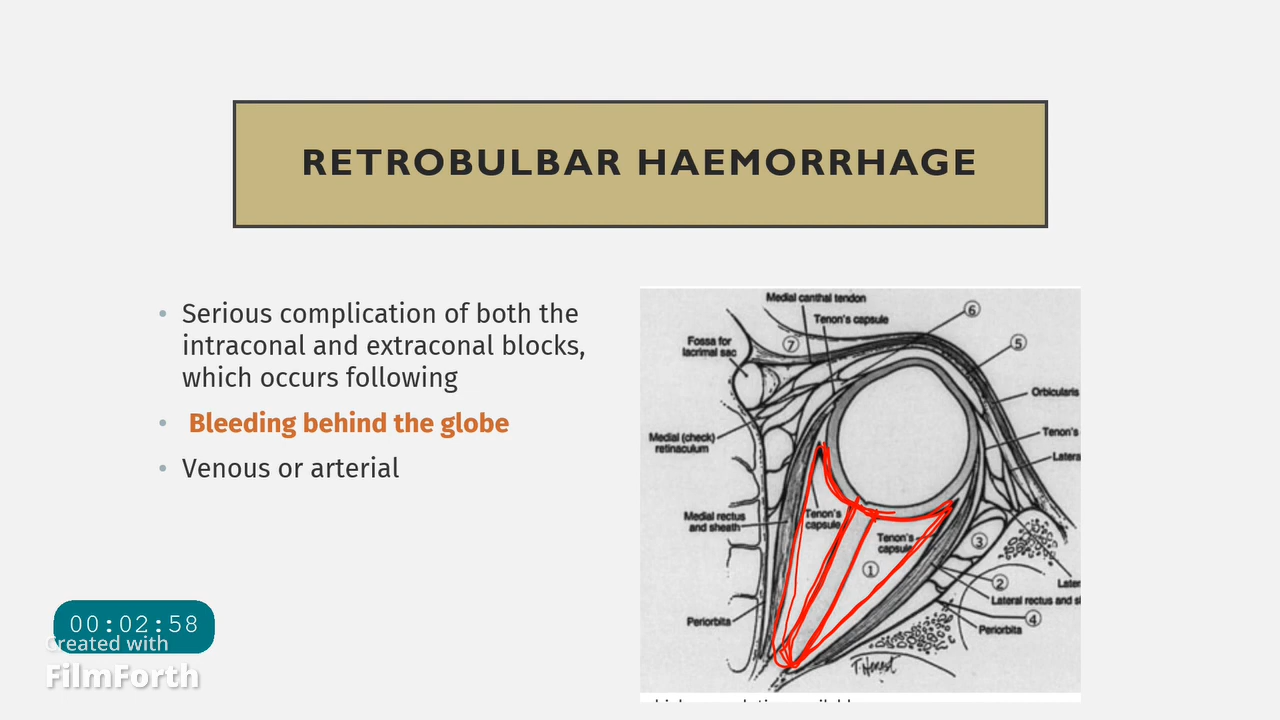 RETROBULBAR HAEMORRHAGE
• Serious complication of both the
intraconal and extraconal blocks,
which occurs following
• Bleeding behind the globe
• Venous or arterial
Medial canthal tendon
Tenon's capsule
6
7
5
Fossa for
lacrimal sac
Orbicularis
Medial (check)
retinaculum
Tenon's
Latera
Medial rectus
and sheath
Tenon's
capsule
Tenon's
capsule
3
1
2
Later
Lateral rectus and s
4
Periorbita
Periorbita
00:02:58
Created with
FilmForth